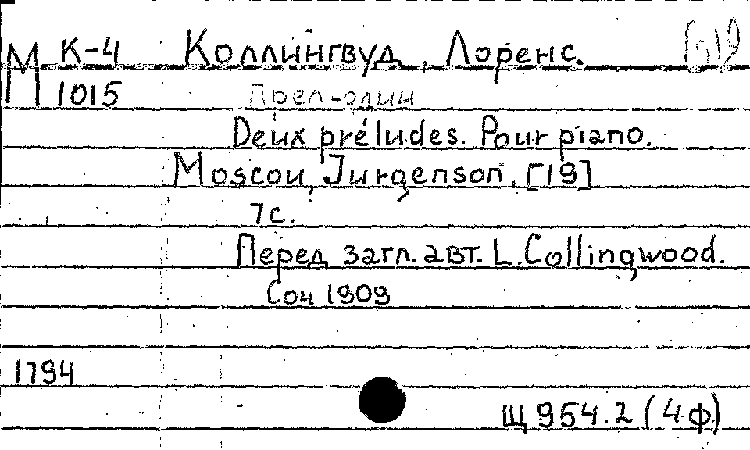 М К-4 Коллингвуд, Лоренс.
1015 Прел-один
Deux préludes. Pour piano.
Moscou, Jurgenson, [19]
7с.
Перед загл. авт. L. Collingwood.
Соч 1909
1794
Щ 954.2 (4ф)